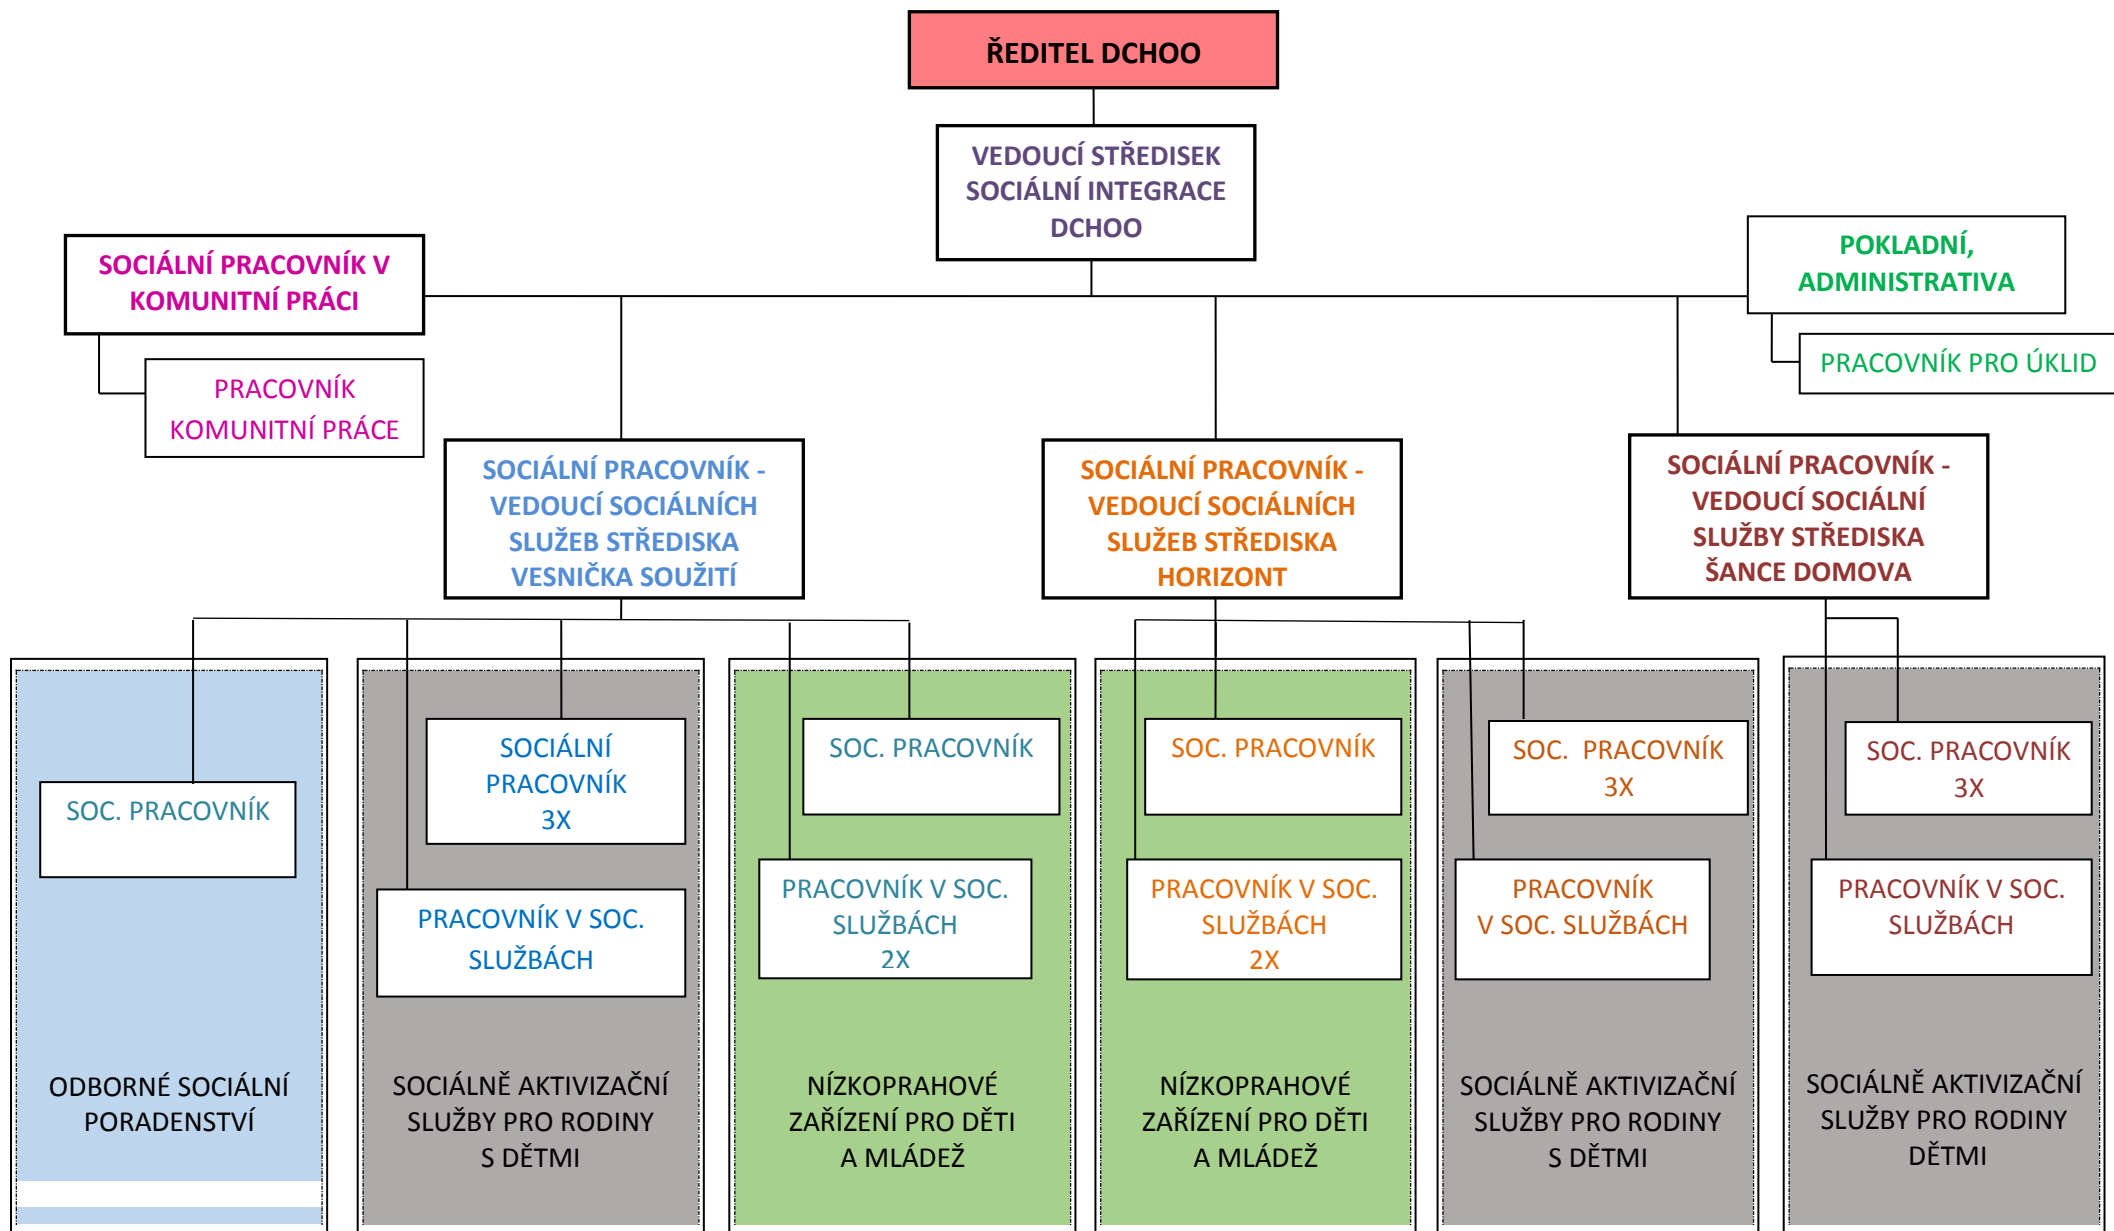 ŘEDITEL DCHOO
VEDOUCÍ STŘEDISEK
SOCIÁLNÍ INTEGRACE
DCHOO
SOCIÁLNÍ PRACOVNÍK V
KOMUNITNÍ PRÁCI
POKLADNÍ,
ADMINISTRATIVA
PRACOVNÍK
KOMUNITNÍ PRÁCE
PRACOVNÍK PRO ÚKLID
SOCIÁLNÍ PRACOVNÍK -
VEDOUCÍ SOCIÁLNÍCH
SLUŽEB STŘEDISKA
VESNIČKA SOUŽITÍ
SOCIÁLNÍ PRACOVNÍK -
VEDOUCÍ SOCIÁLNÍCH
SLUŽEB STŘEDISKA
HORIZONT
SOCIÁLNÍ PRACOVNÍK -
VEDOUCÍ SOCIÁLNÍ
SLUŽBY STŘEDISKA
ŠANCE DOMOVA
SOC. PRACOVNÍK
ODBORNÉ SOCIÁLNÍ
PORADENSTVÍ
SOCIÁLNÍ
PRACOVNÍK
3X
PRACOVNÍK V SOC.
SLUŽBÁCH
SOCIÁLNĚ AKTIVIZAČNÍ
SLUŽBY PRO RODINY
S DĚTMI
SOC. PRACOVNÍK
PRACOVNÍK V SOC.
SLUŽBÁCH
2X
NÍZKOPRAHOVÉ
ZAŘÍZENÍ PRO DĚTI
A MLÁDEŽ
SOC. PRACOVNÍK
PRACOVNÍK V SOC.
SLUŽBÁCH
2X
NÍZKOPRAHOVÉ
ZAŘÍZENÍ PRO DĚTI
A MLÁDEŽ
SOC. PRACOVNÍK
3X
PRACOVNÍK
V SOC. SLUŽBÁCH
SOCIÁLNĚ AKTIVIZAČNÍ
SLUŽBY PRO RODINY
S DĚTMI
SOC. PRACOVNÍK
3X
PRACOVNÍK V SOC.
SLUŽBÁCH
SOCIÁLNĚ AKTIVIZAČNÍ
SLUŽBY PRO RODINY
DĚTMI